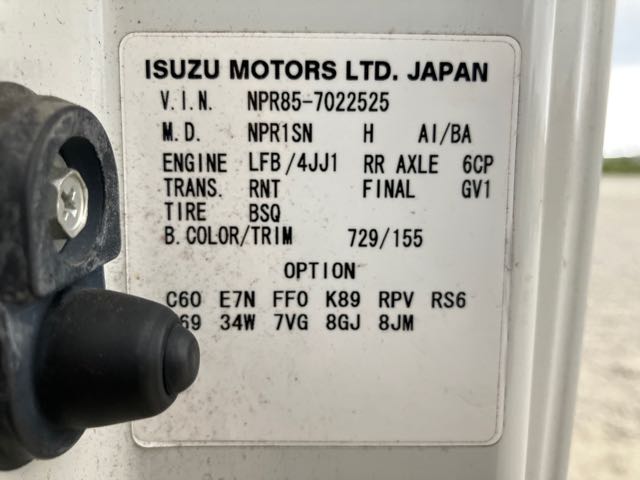 ISUZU MOTORS LTD. JAPAN
V.I.N. NPR85-7022525
M.D. NPR1SN H AI/BA
ENGINE LFB/4JJ1 RR AXLE 6CP
TRANS. RNT FINAL GV1
TIRE BSQ
B.COLOR/TRIM 729/155
OPTION
C60 E7N FF0 K89 RPV RS6
34W 7VG 8GJ 8JM